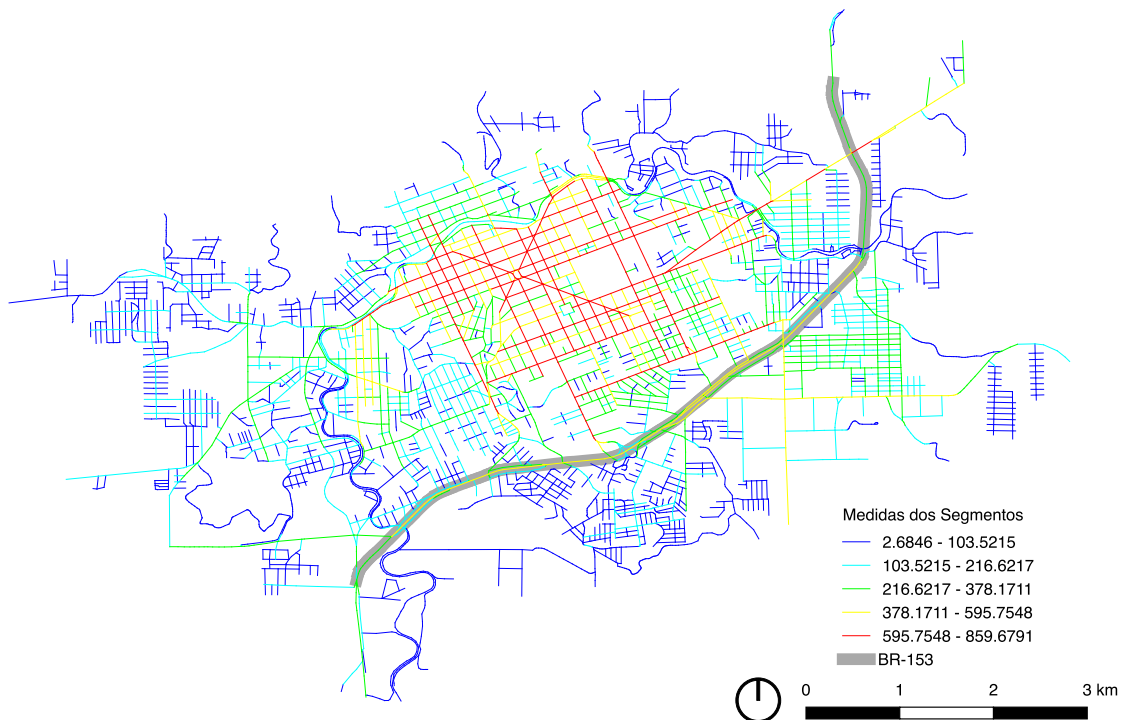 Medidas dos Segmentos
2.6846 - 103.5215
103.5215 - 216.6217
216.6217 - 378.1711
378.1711 - 595.7548
595.7548 - 859.6791
BR-153
0 1 2 3 km